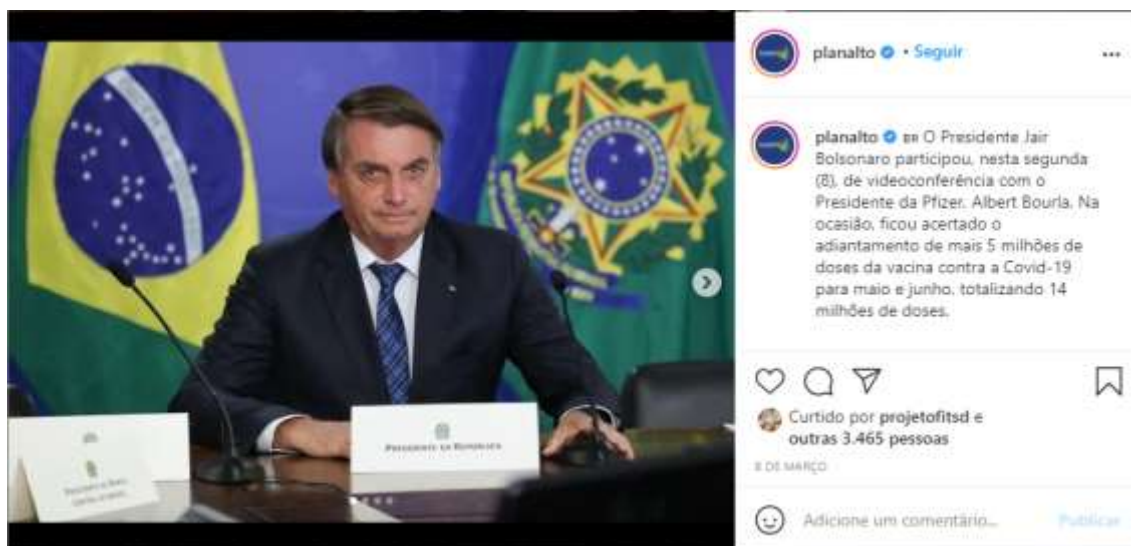 planalto • Seguir
planalto BR O Presidente Jair
Bolsonaro participou, nesta segunda
(8), de videoconferência com o
Presidente da Pfizer, Albert Bourla. Na
ocasião, ficou acertado o
adiantamento de mais 5 milhões de
doses da vacina contra a Covid-19
para maio e junho, totalizando 14
milhões de doses.
Curtido por projetofitsd e
outras 3.465 pessoas
8 DE MARÇO
Adicione um comentário...
Publicar
PRESIDENTE DA REPÚBLICA